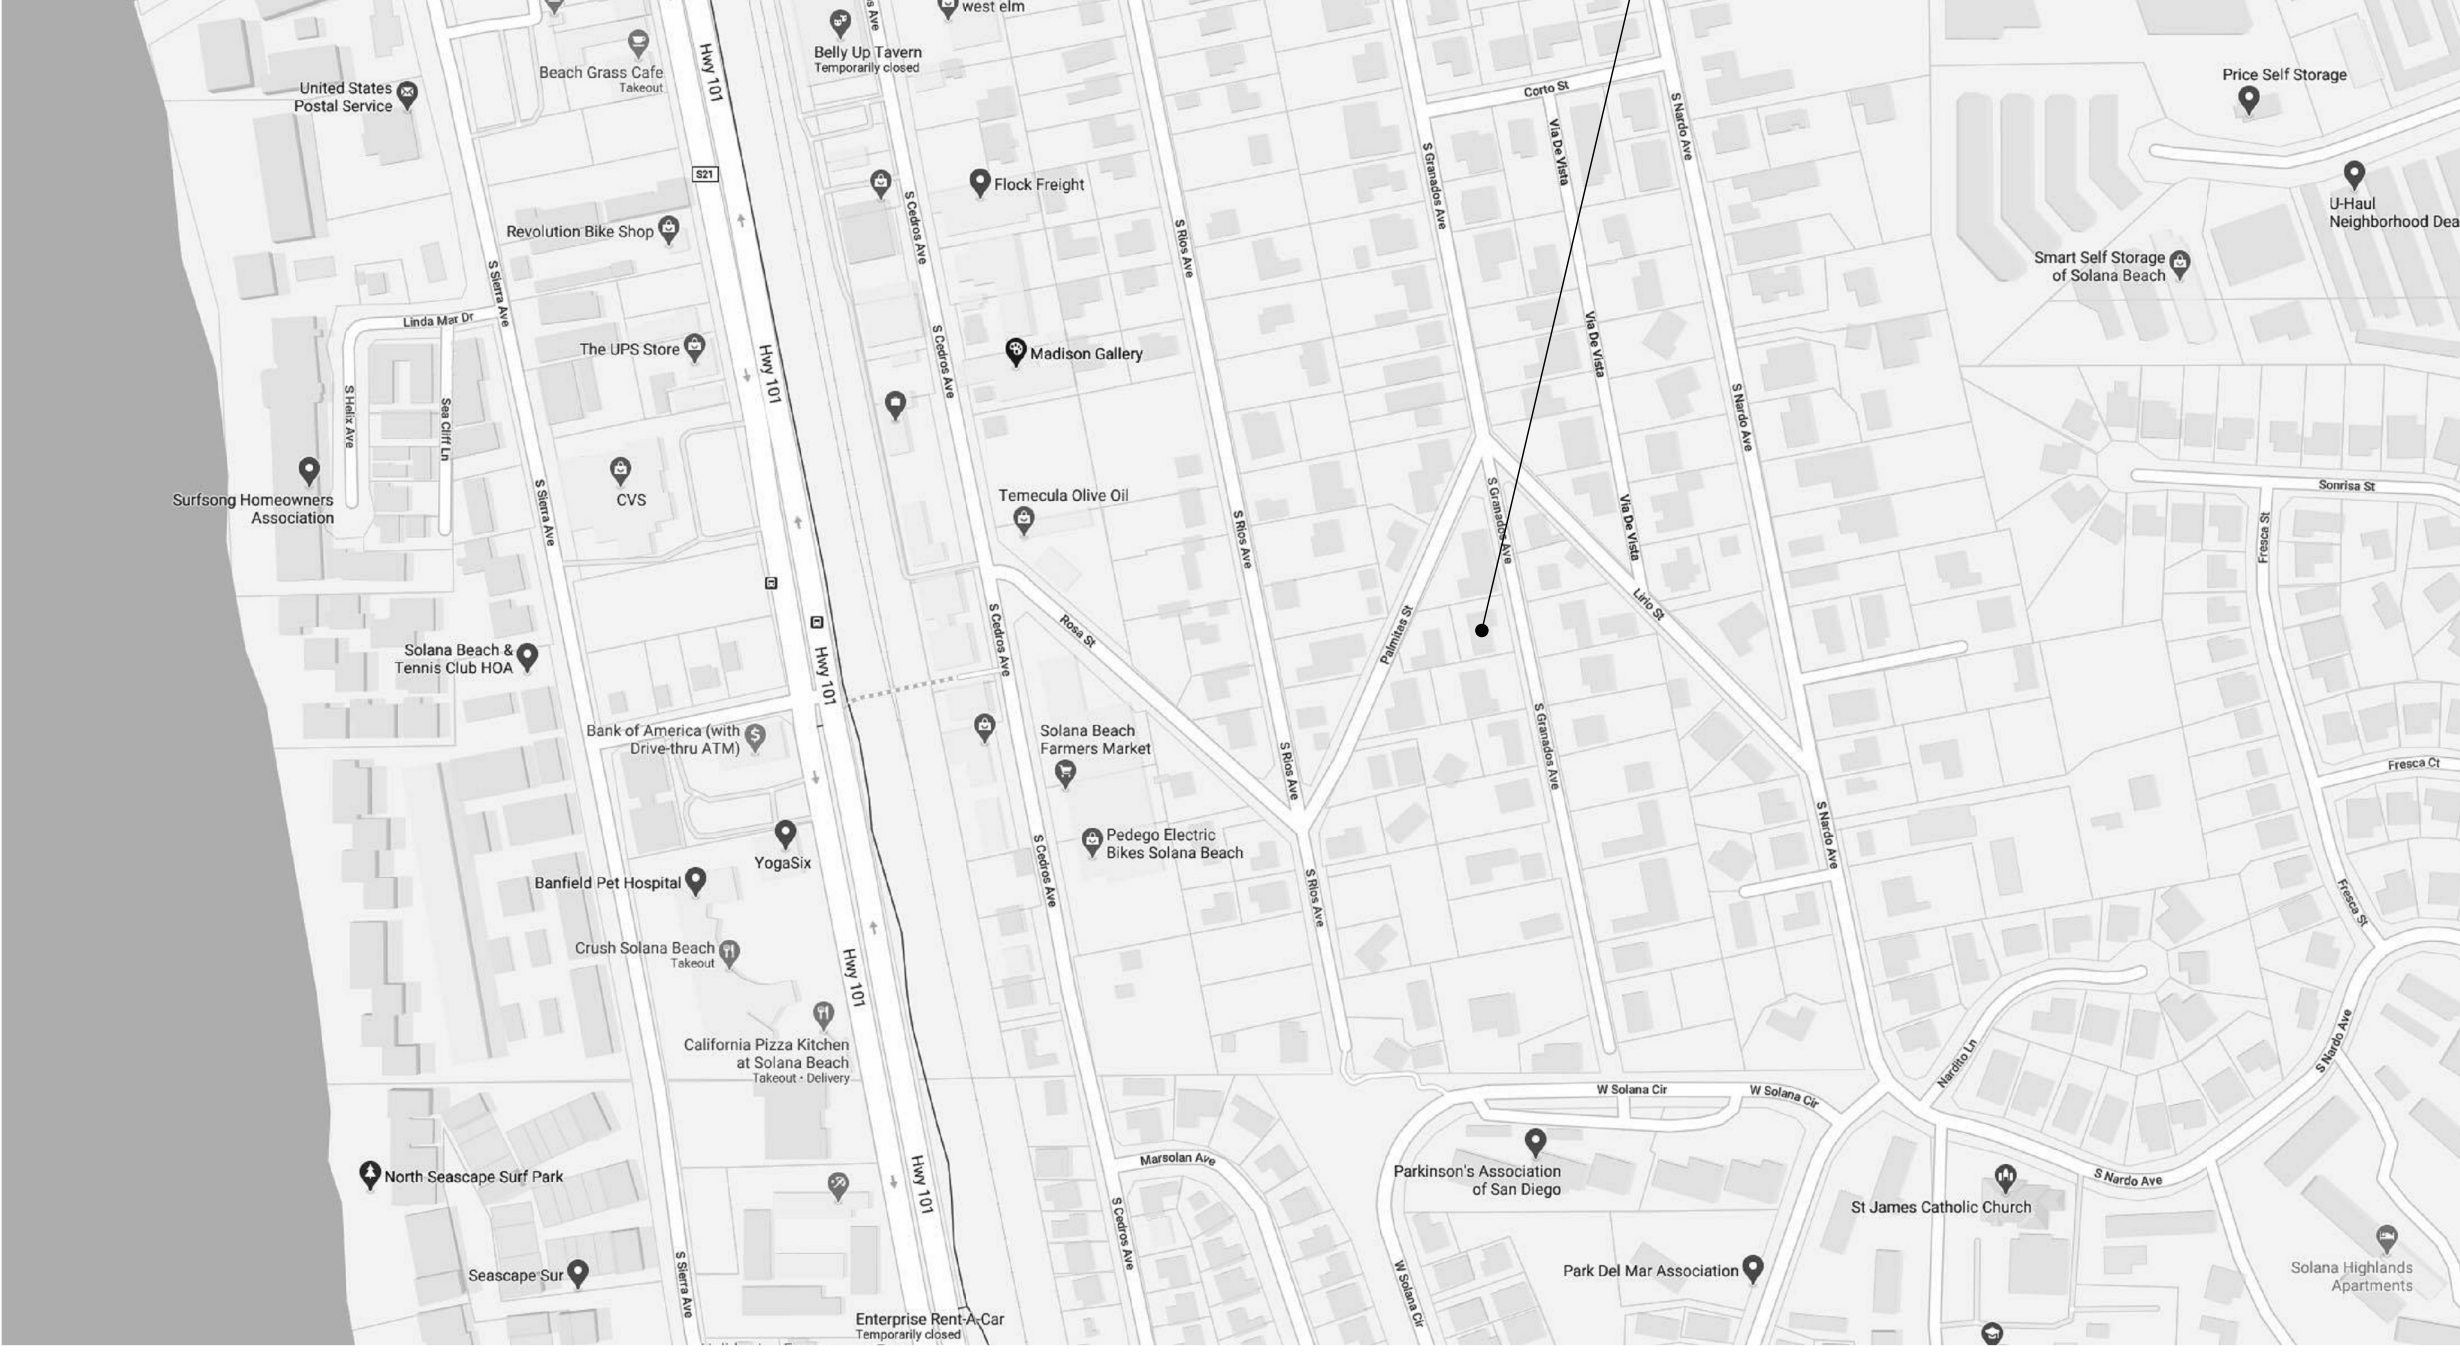 s Ave
west elm
Belly Up Tavern
Temporarily closed
Beach Grass Cafe
Takeout
Hwy 101
United States
Postal Service
Corto St
Price Self Storage
S21
S Nardo Ave
Via De Vista
S Granados Ave
Flock Freight
U-Haul
Neighborhood Dea
Revolution Bike Shop
S Cedros Ave
S Rios Ave
Smart Self Storage
of Solana Beach
S Sierra Ave
Linda Mar Dr
The UPS Store
Hwy 101
S Cedros Ave
Madison Gallery
Via De Vista
S Helix Ave
Sea Cliff Ln
S Nardo Ave
Surfsong Homeowners
Association
CVS
S Sierra Ave
Temecula Olive Oil
S Rios Ave
S Granados Ave
Via De Vista
Sonrisa St
Fresca St
Solana Beach &
Tennis Club HOA
Hwy 101
S Cedros Ave
Rosa St
Palmitas St
Lirio St
Bank of America (with
Drive-thru ATM)
$
Solana Beach
Farmers Market
S Rios Ave
S Granados Ave
Fresca Ct
YogaSix
Pedego Electric
Bikes Solana Beach
S Nardo Ave
Banfield Pet Hospital
S Cedros Ave
S Rios Ave
Fresca St
Crush Solana Beach
Takeout
Hwy 101
California Pizza Kitchen
at Solana Beach
Takeout • Delivery
Nardito Ln
S Nardo Ave
W Solana Cir
W Solana Cir
North Seascape Surf Park
Marsolan Ave
Parkinson's Association
of San Diego
St James Catholic Church
S Nardo Ave
Hwy 101
S Cedros Ave
Seascape Sur
S Sierra Ave
W Solana Cir
Park Del Mar Association
Solana Highlands
Apartments
Enterprise Rent-A-Car
Temporarily closed